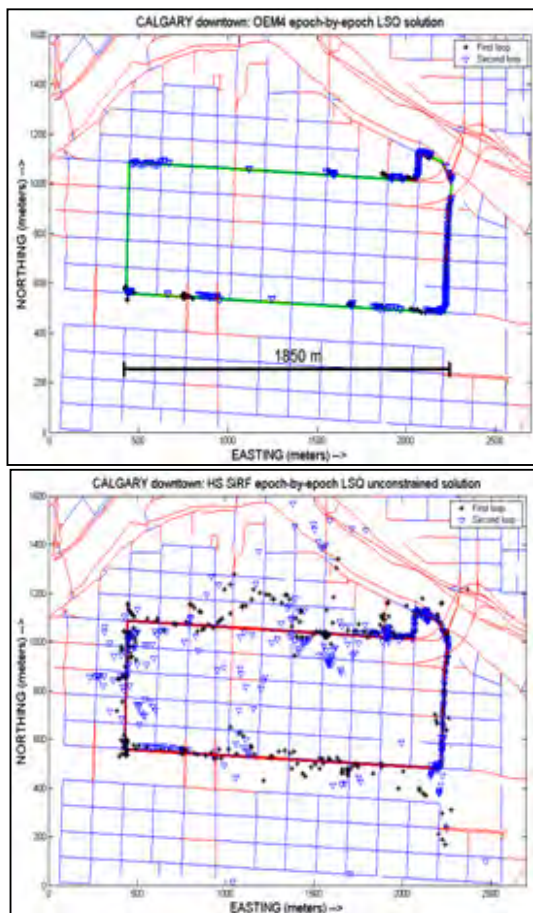 CALGARY downtown: OEM4 epoch-by-epoch LSQ solution
1600
First loop
Second loop
1400
1200
1000
800
600
400
200
0
NORTHING (meters) -->
1850 m
0 500 1000 1500 2000 2500
EASTING (meters) -->
CALGARY downtown: HS SiRF epoch-by-epoch LSQ unconstrained solution
1600
First loop
Second loop
1400
1200
1000
800
600
400
200
0
NORTHING (meters) -->
0 500 1000 1500 2000 2500
EASTING (meters) -->